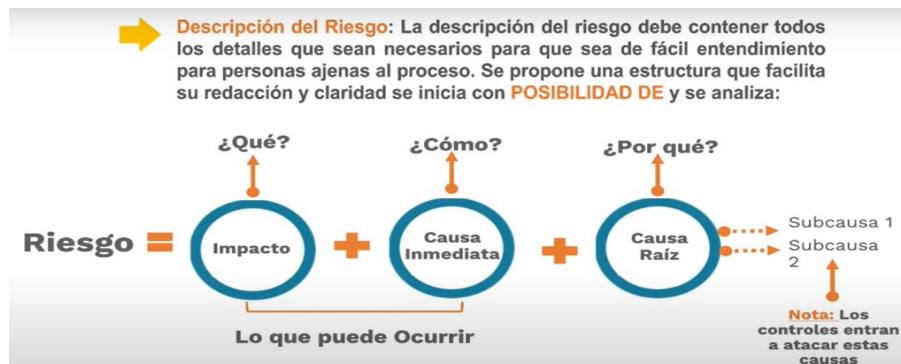 Descripción del Riesgo: La descripción del riesgo debe contener todos
los detalles que sean necesarios para que sea de fácil entendimiento
para personas ajenas al proceso. Se propone una estructura que facilita
su redacción y claridad se inicia con POSIBILIDAD DE y se analiza:
¿Qué?
¿Cómo?
¿Por qué?
Riesgo =
Impacto
+
Causa
Inmediata
+
Causa
Raíz
Subcausa 1
Subcausa
2
Lo que puede Ocurrir
Nota: Los
controles entran
a atacar estas
causas